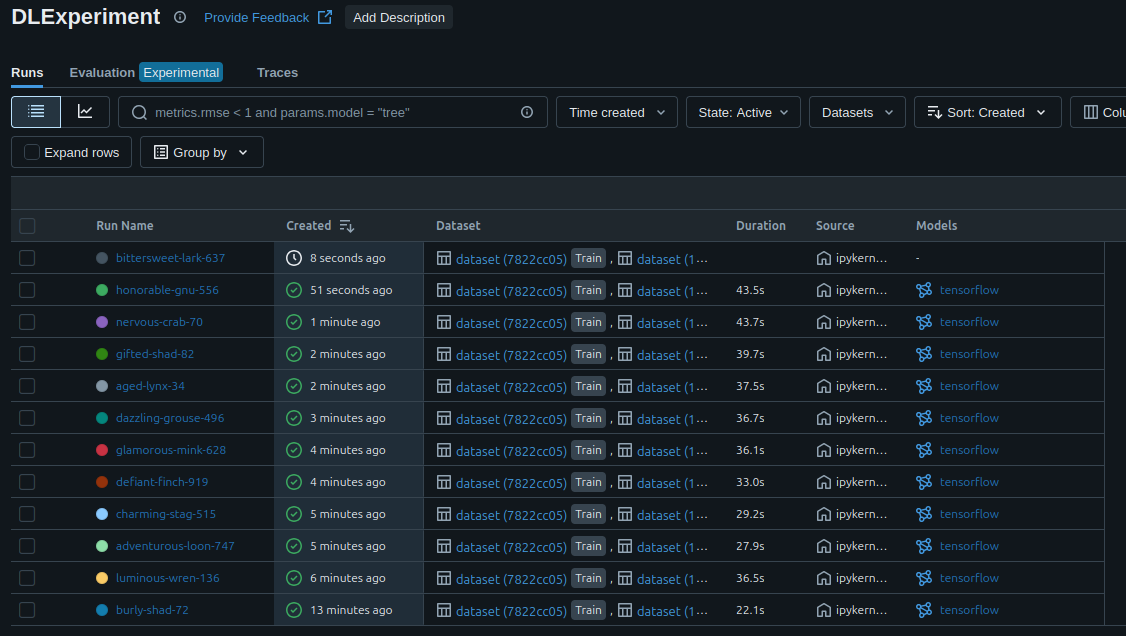 DLExperiment Provide Feedback Add Description
Runs Evaluation Experimental Traces
metrics.rmse < 1 and params.model = "tree" Time created State: Active Datasets Sort: Created Colu
Expand rows Group by
Run Name Created Dataset Duration Source Models
bittersweet-lark-637 8 seconds ago dataset (7822cc05) Train , dataset (1... ipykern... -
honorable-gnu-556 51 seconds ago dataset (7822cc05) Train , dataset (1... 43.5s ipykern... tensorflow
nervous-crab-70 1 minute ago dataset (7822cc05) Train , dataset (1... 43.7s ipykern... tensorflow
gifted-shad-82 2 minutes ago dataset (7822cc05) Train , dataset (1... 39.7s ipykern... tensorflow
aged-lynx-34 2 minutes ago dataset (7822cc05) Train , dataset (1... 37.5s ipykern... tensorflow
dazzling-grouse-496 3 minutes ago dataset (7822cc05) Train , dataset (1... 36.7s ipykern... tensorflow
glamorous-mink-628 4 minutes ago dataset (7822cc05) Train , dataset (1... 36.1s ipykern... tensorflow
defiant-finch-919 4 minutes ago dataset (7822cc05) Train , dataset (1... 33.0s ipykern... tensorflow
charming-stag-515 5 minutes ago dataset (7822cc05) Train , dataset (1... 29.2s ipykern... tensorflow
adventurous-loon-747 5 minutes ago dataset (7822cc05) Train , dataset (1... 27.9s ipykern... tensorflow
luminous-wren-136 6 minutes ago dataset (7822cc05) Train , dataset (1... 36.5s ipykern... tensorflow
burly-shad-72 13 minutes ago dataset (7822cc05) Train , dataset (1... 22.1s ipykern... tensorflow